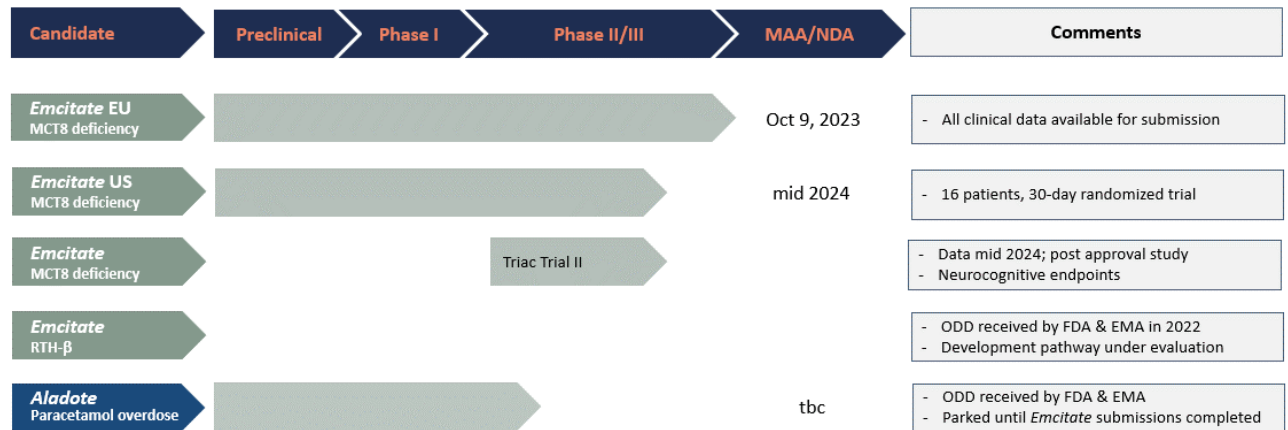 Candidate
Preclinical
Phase I
Phase II/III
MAA/NDA
Comments
Emcitate EU
MCT8 deficiency
Oct 9, 2023
- All clinical data available for submission
Emcitate US
MCT8 deficiency
mid 2024
- 16 patients, 30-day randomized trial
Emcitate
MCT8 deficiency
Triac Trial II
- Data mid 2024; post approval study
- Neurocognitive endpoints
Emcitate
RTH-β
- ODD received by FDA & EMA in 2022
- Development pathway under evaluation
Aladote
Paracetamol overdose
tbc
- ODD received by FDA & EMA
- Parked until Emcitate submissions completed